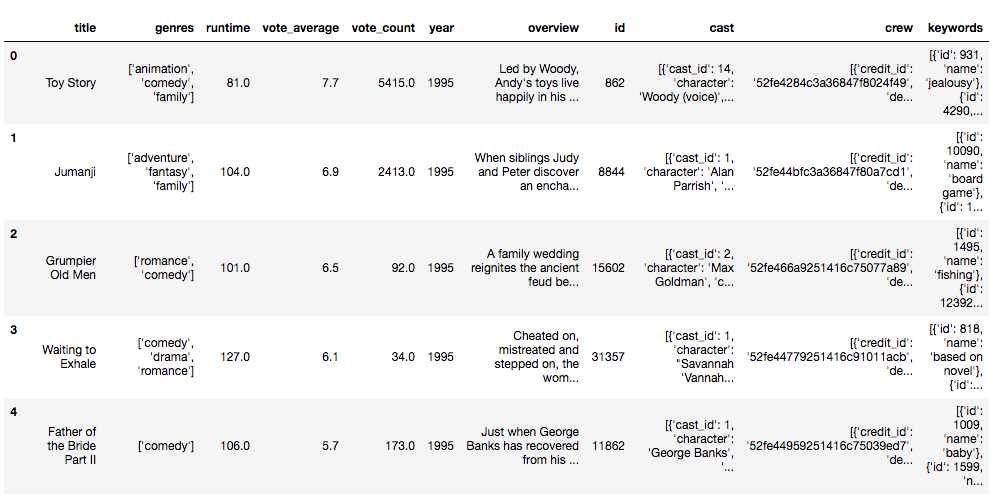 title genres runtime vote_average vote_count year overview id cast crew keywords
0 Toy Story ['animation', 'comedy', 'family'] 81.0 7.7 5415.0 1995 Led by Woody, Andy's toys live happily in his ... 862 [{'cast_id': 14, 'character': 'Woody (voice)',... [{'credit_id': '52fe4284c3a36847f8024f49', 'de... [{'id': 931, 'name': 'jealousy'}, {'id': 4290,...
1 Jumanji ['adventure', 'fantasy', 'family'] 104.0 6.9 2413.0 1995 When siblings Judy and Peter discover an encha... 8844 [{'cast_id': 1, 'character': 'Alan Parrish', '... [{'credit_id': '52fe44bfc3a36847f80a7cd1', 'de... [{'id': 10090, 'name': 'board game'}, {'id': 1...
2 Grumpier Old Men ['romance', 'comedy'] 101.0 6.5 92.0 1995 A family wedding reignites the ancient feud be... 15602 [{'cast_id': 2, 'character': 'Max Goldman', 'c... [{'credit_id': '52fe466a9251416c75077a89', 'de... [{'id': 1495, 'name': 'fishing'}, {'id': 12392...
3 Waiting to Exhale ['comedy', 'drama', 'romance'] 127.0 6.1 34.0 1995 Cheated on, mistreated and stepped on, the wom... 31357 [{'cast_id': 1, 'character': "Savannah 'Vannah... [{'credit_id': '52fe44779251416c91011acb', 'de... [{'id': 818, 'name': 'based on novel'}, {'id':...
4 Father of the Bride Part II ['comedy'] 106.0 5.7 173.0 1995 Just when George Banks has recovered from his ... 11862 [{'cast_id': 1, 'character': 'George Banks', '... [{'credit_id': '52fe44959251416c75039ed7', 'de... [{'id': 1009, 'name': 'baby'}, {'id': 1599, 'n...